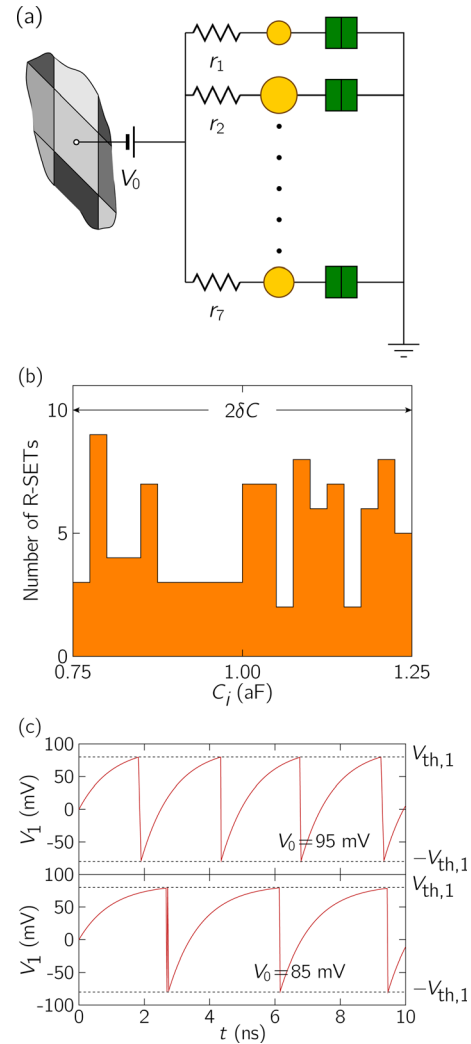 (a)
r1
r2
V0
r7
(b)
10
2δC
5
0
Number of R-SETs
0.75 1.00 1.25
Ci (aF)
(c)
100
50
0
-50
V1 (mV)
Vth,1
V0=95 mV
−Vth,1
100
50
0
-50
-100
V1 (mV)
Vth,1
V0=85 mV
−Vth,1
0 2 4 6 8 10
t (ns)